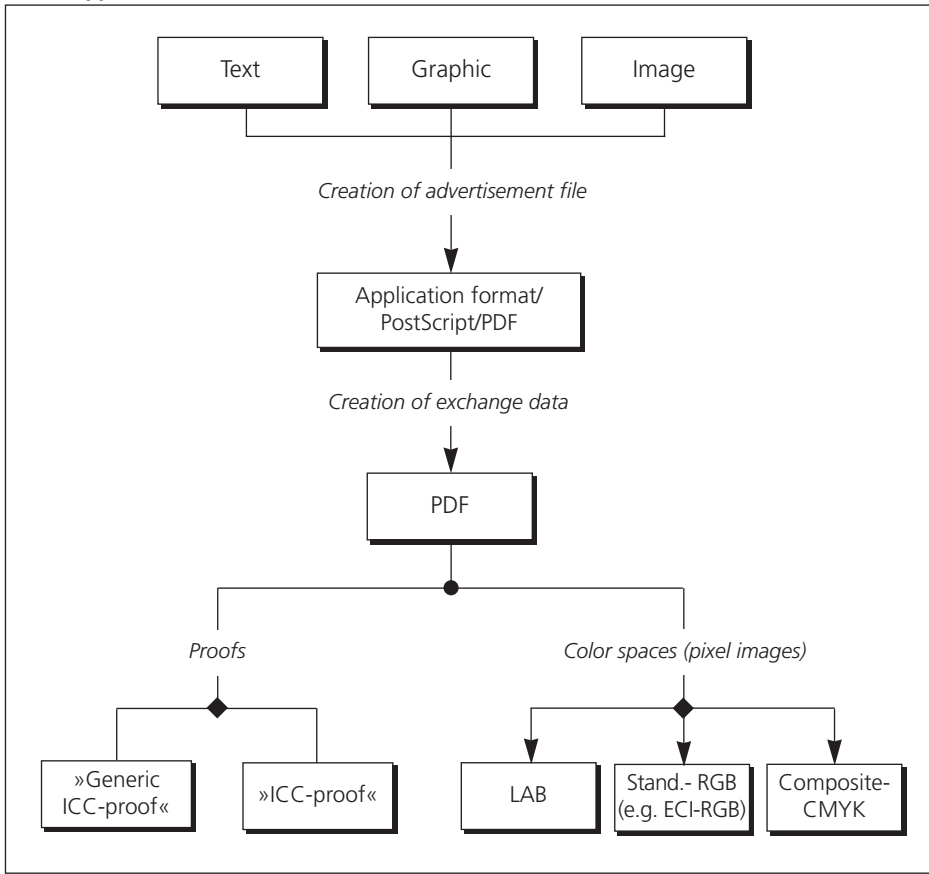 Text
Graphic
Image
Creation of advertisement file
Application format/
PostScript/PDF
Creation of exchange data
PDF
Proofs
Color spaces (pixel images)
»Generic
ICC-proof«
»ICC-proof«
LAB
Stand.- RGB
(e.g. ECI-RGB)
Composite-
CMYK